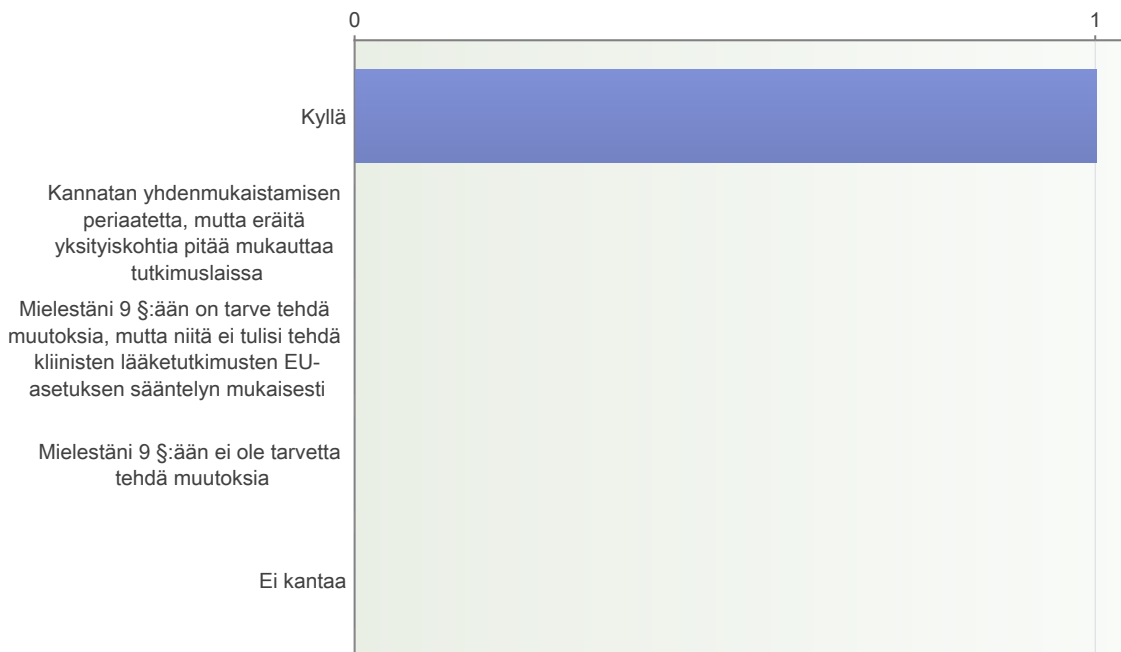 0 1
Kyllä
Kannatan yhdenmukaistamisen
periaatetta, mutta eräitä
yksityiskohtia pitää mukauttaa
tutkimuslaissa
Mielestäni 9 §:ään on tarve tehdä
muutoksia, mutta niitä ei tulisi tehdä
kliinisten lääketutkimusten EU-
asetuksen sääntelyn mukaisesti
Mielestäni 9 §:ään ei ole tarvetta
tehdä muutoksia
Ei kantaa